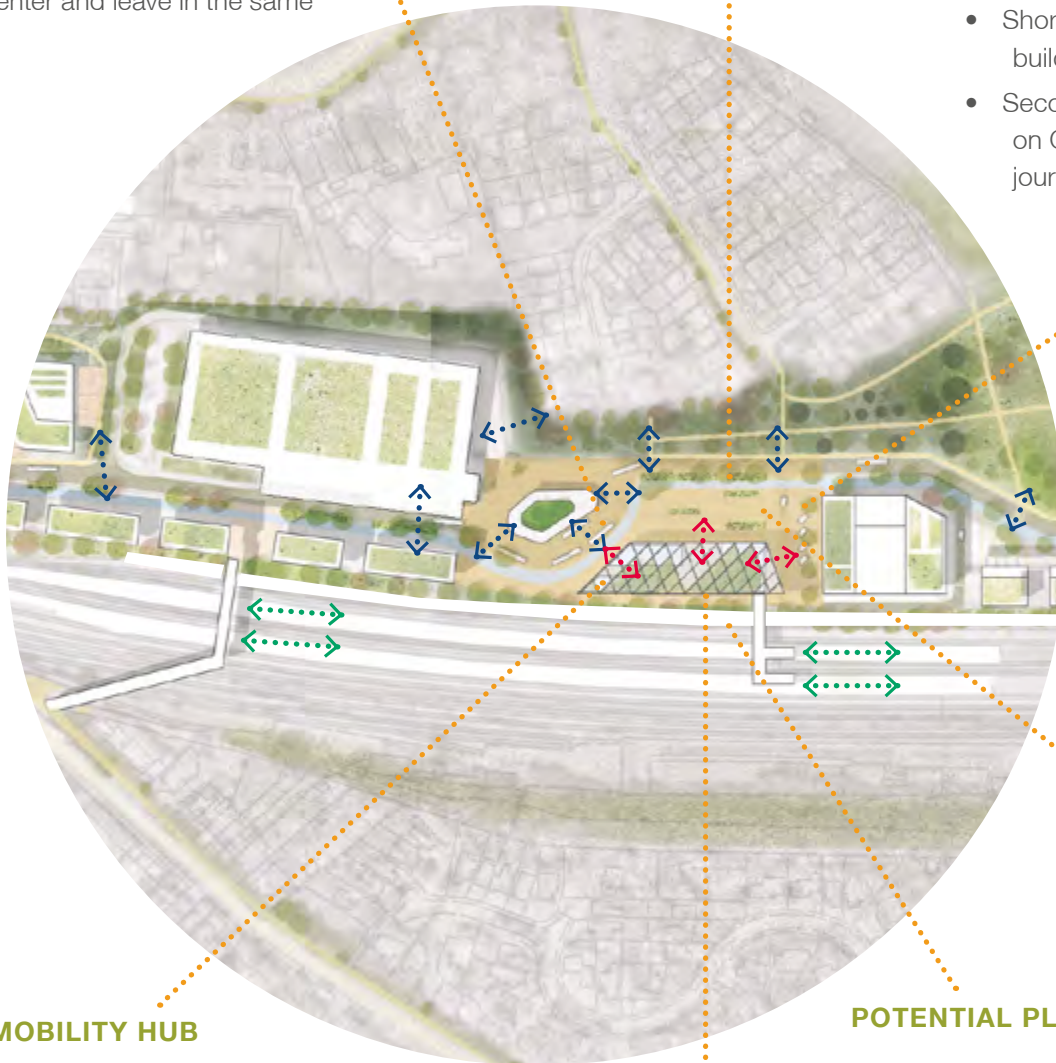 enter and leave in the same
• Shor
buil
• Seco
on
jour
MOBILITY HUB
POTENTIAL PL